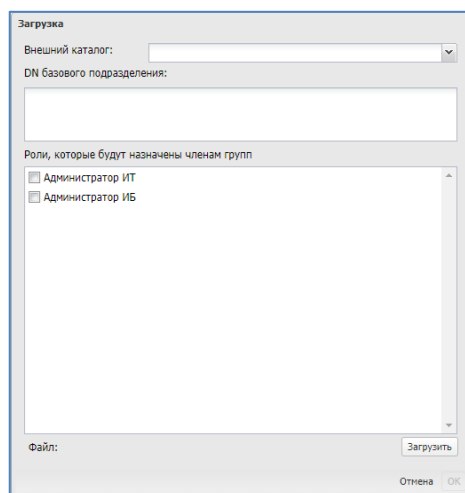 Загрузка
Внешний каталог:
DN базового подразделения:
Роли, которые будут назначены членам групп
Администратор ИТ
Администратор ИБ
Файл: Загрузить
Отмена OK